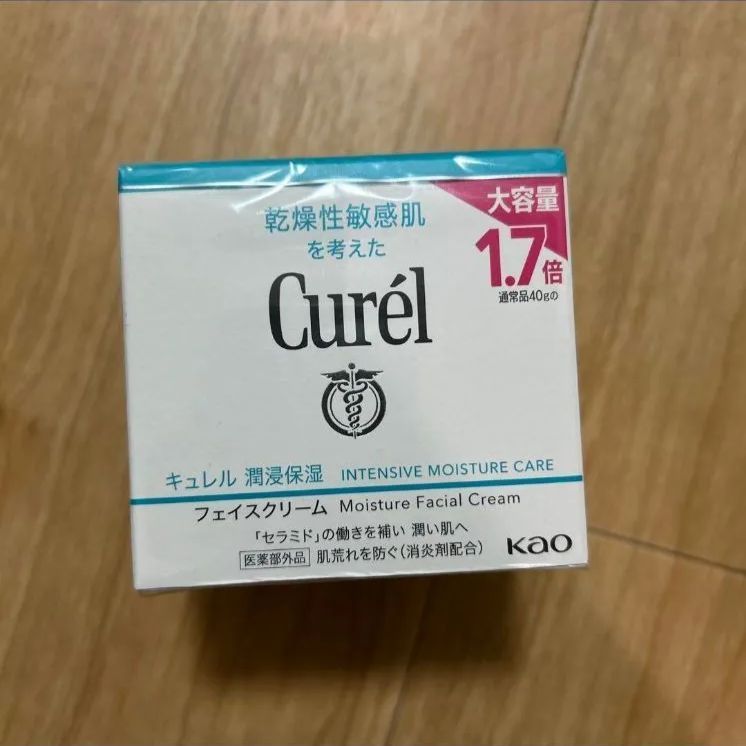 乾燥性敏感肌
を考えた
Curél
大容量
1.7倍
通常品40gの
キュレル 潤浸保湿 INTENSIVE MOISTURE CARE
フェイスクリーム Moisture Facial Cream
「セラミド」の働きを補い 潤い肌へ
医薬部外品 肌荒れを防ぐ(消炎剤配合)
Kao